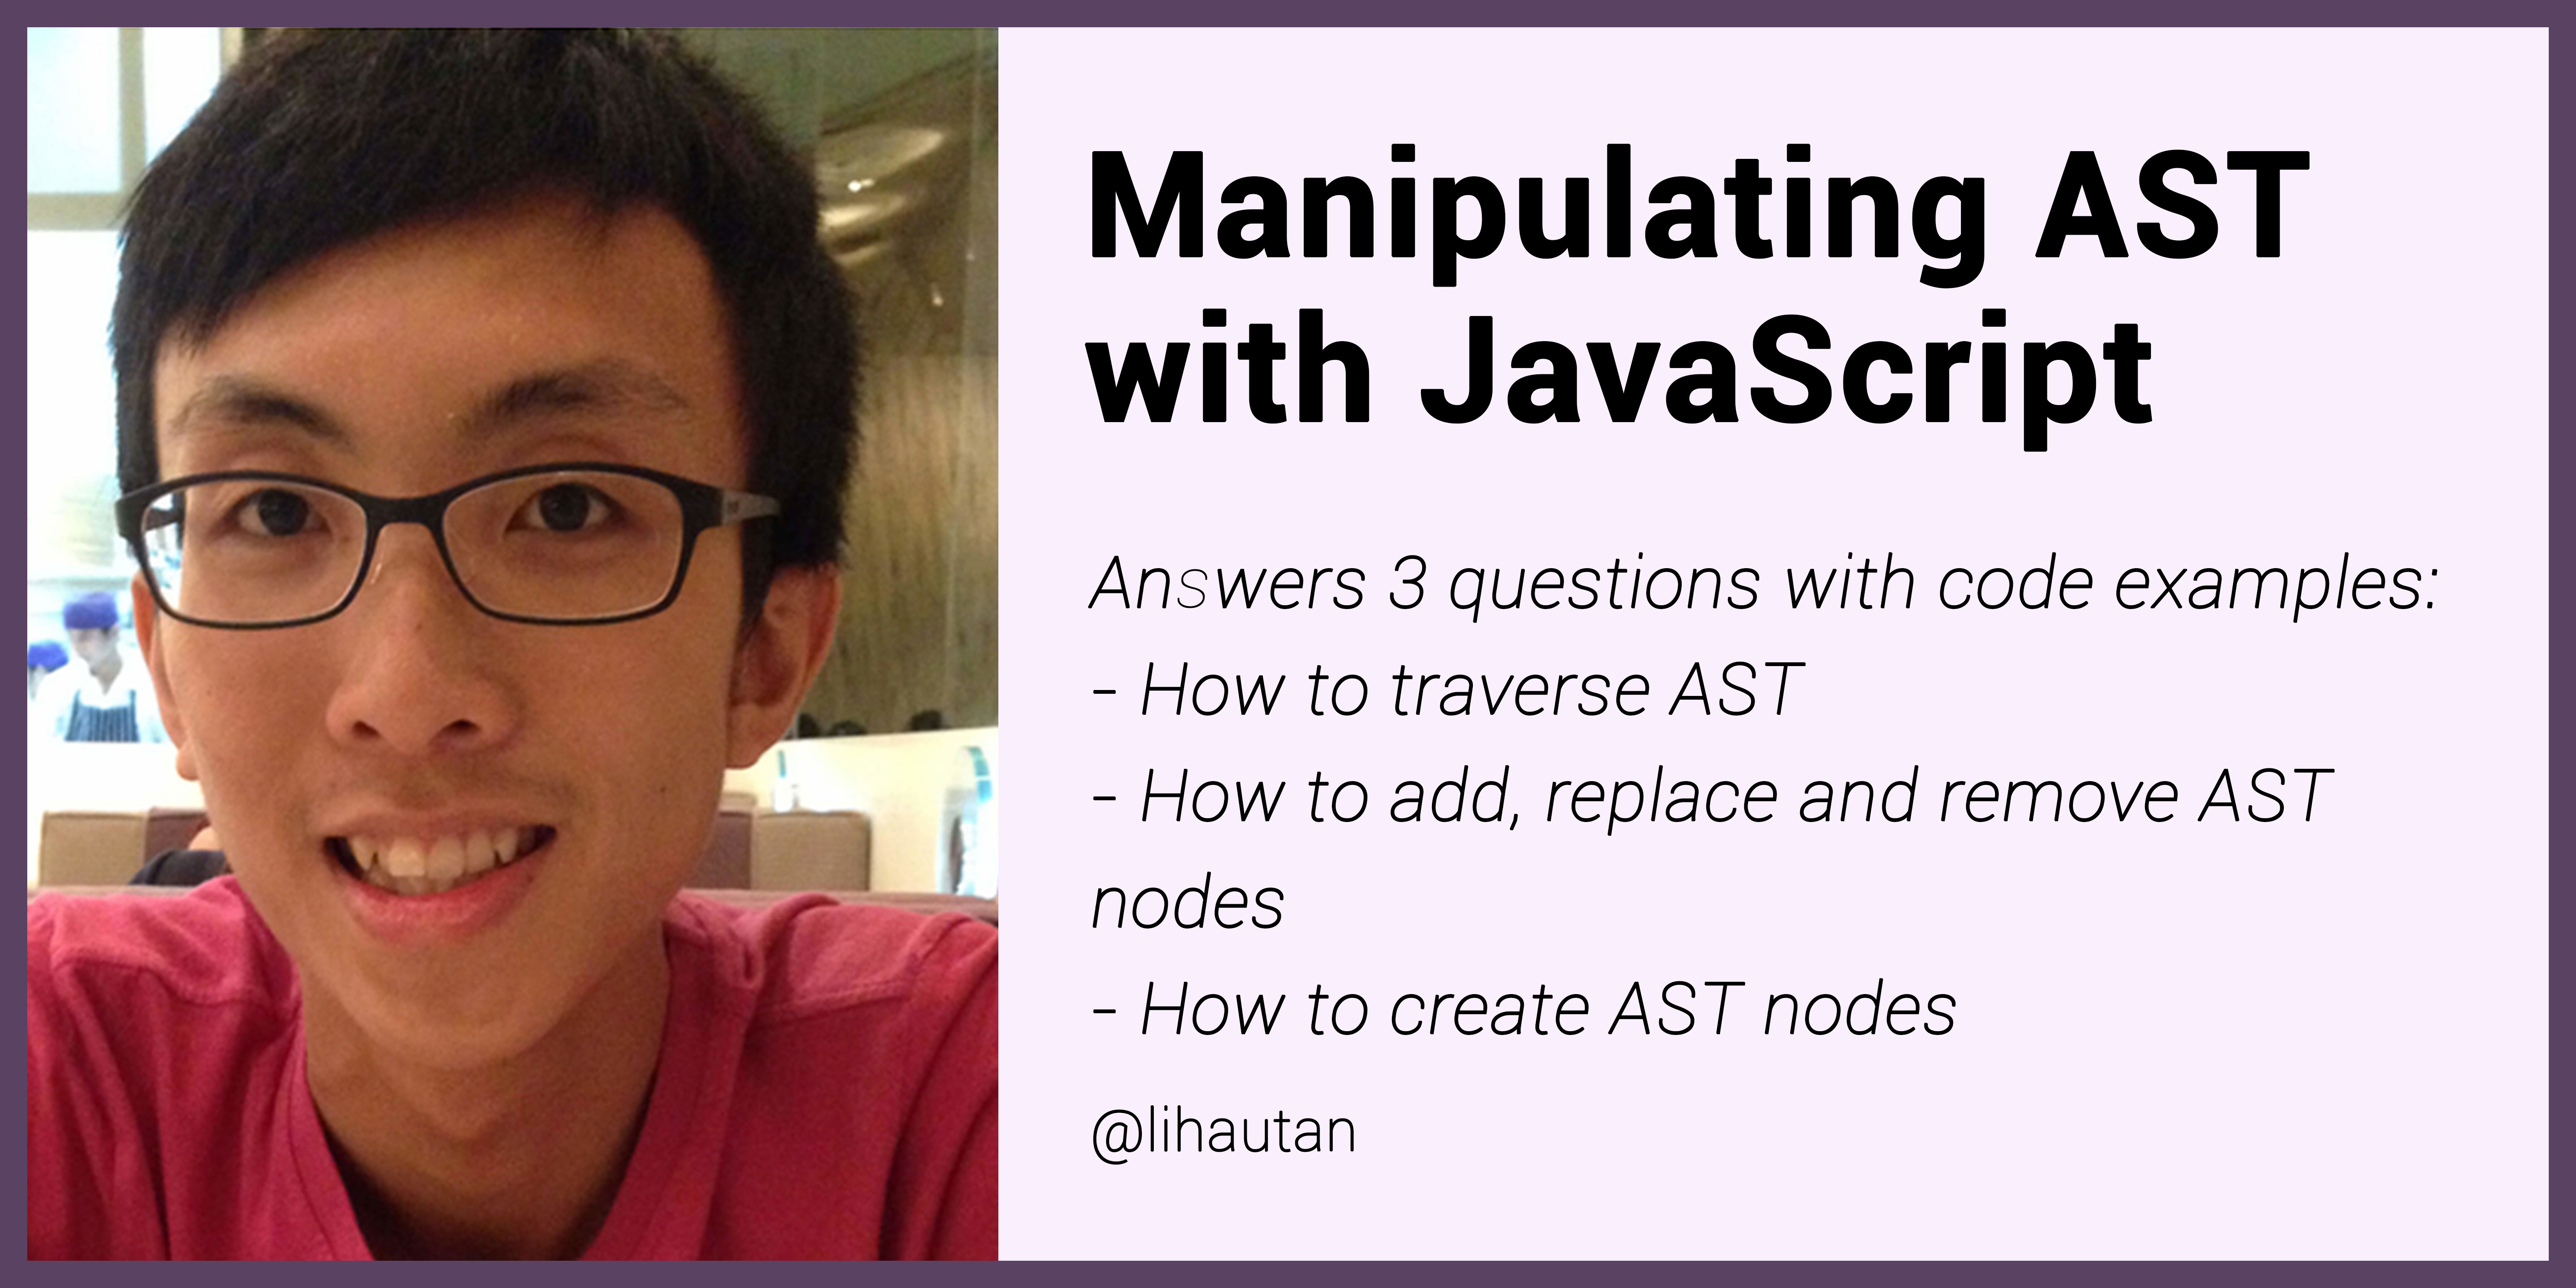 Manipulating AST
with JavaScript
Answers 3 questions with code examples:
- How to traverse AST
- How to add, replace and remove AST
nodes
- How to create AST nodes
@lihautan